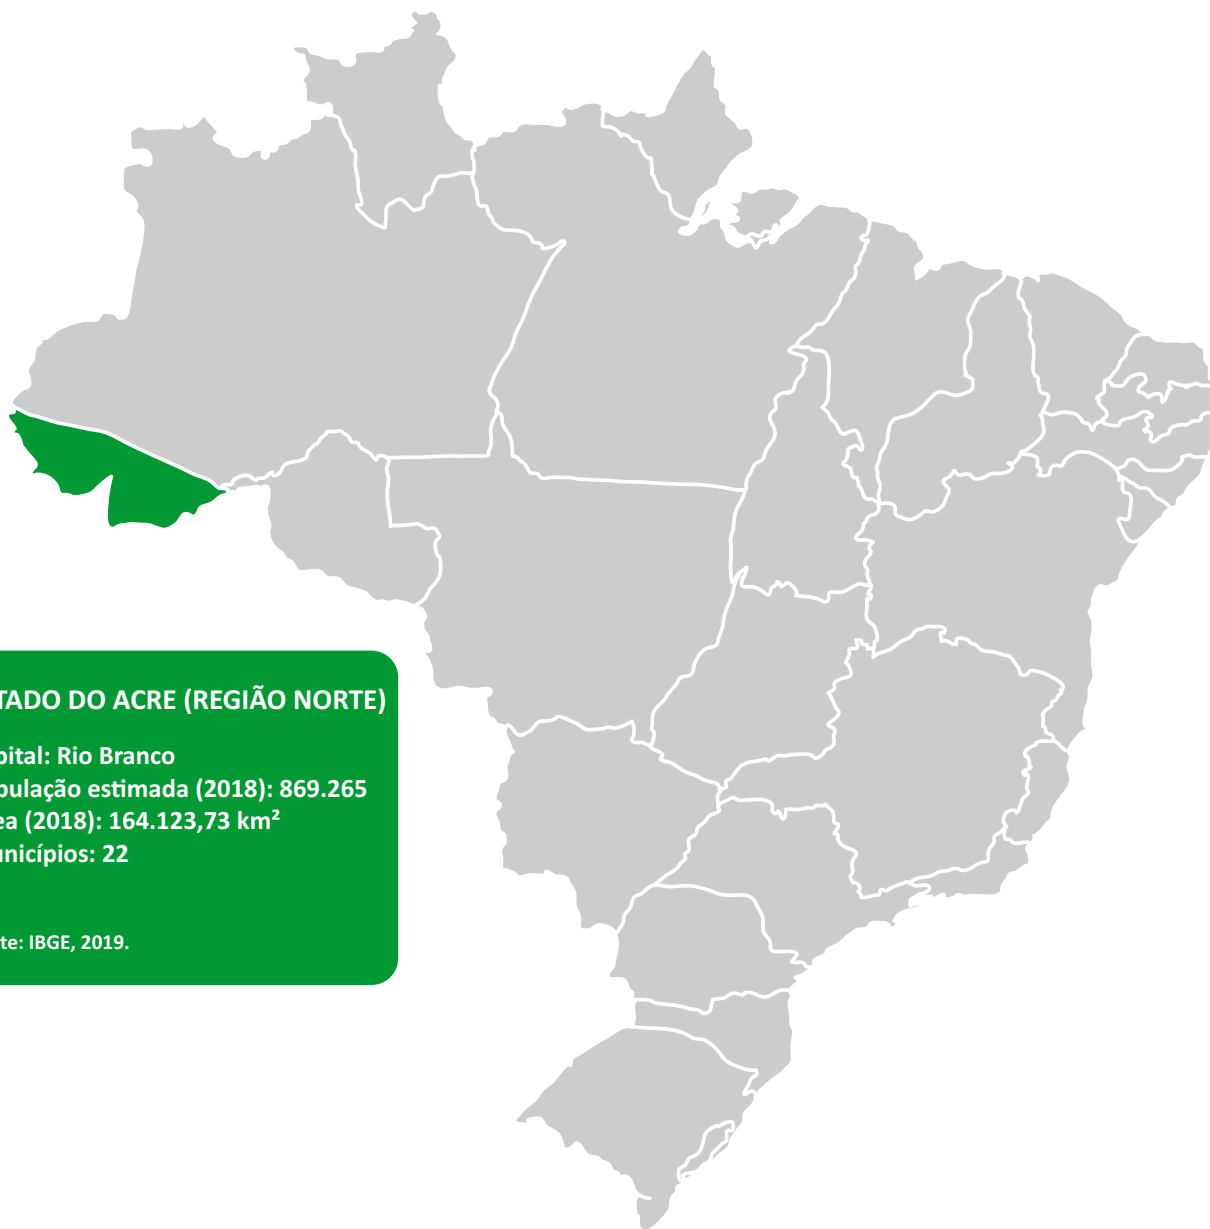 TADO DO ACRE (REGIÃO NORTE)
pital: Rio Branco
pulação estimada (2018): 869.265
ea (2018): 164.123,73 km²
unicípios: 22
te: IBGE, 2019.